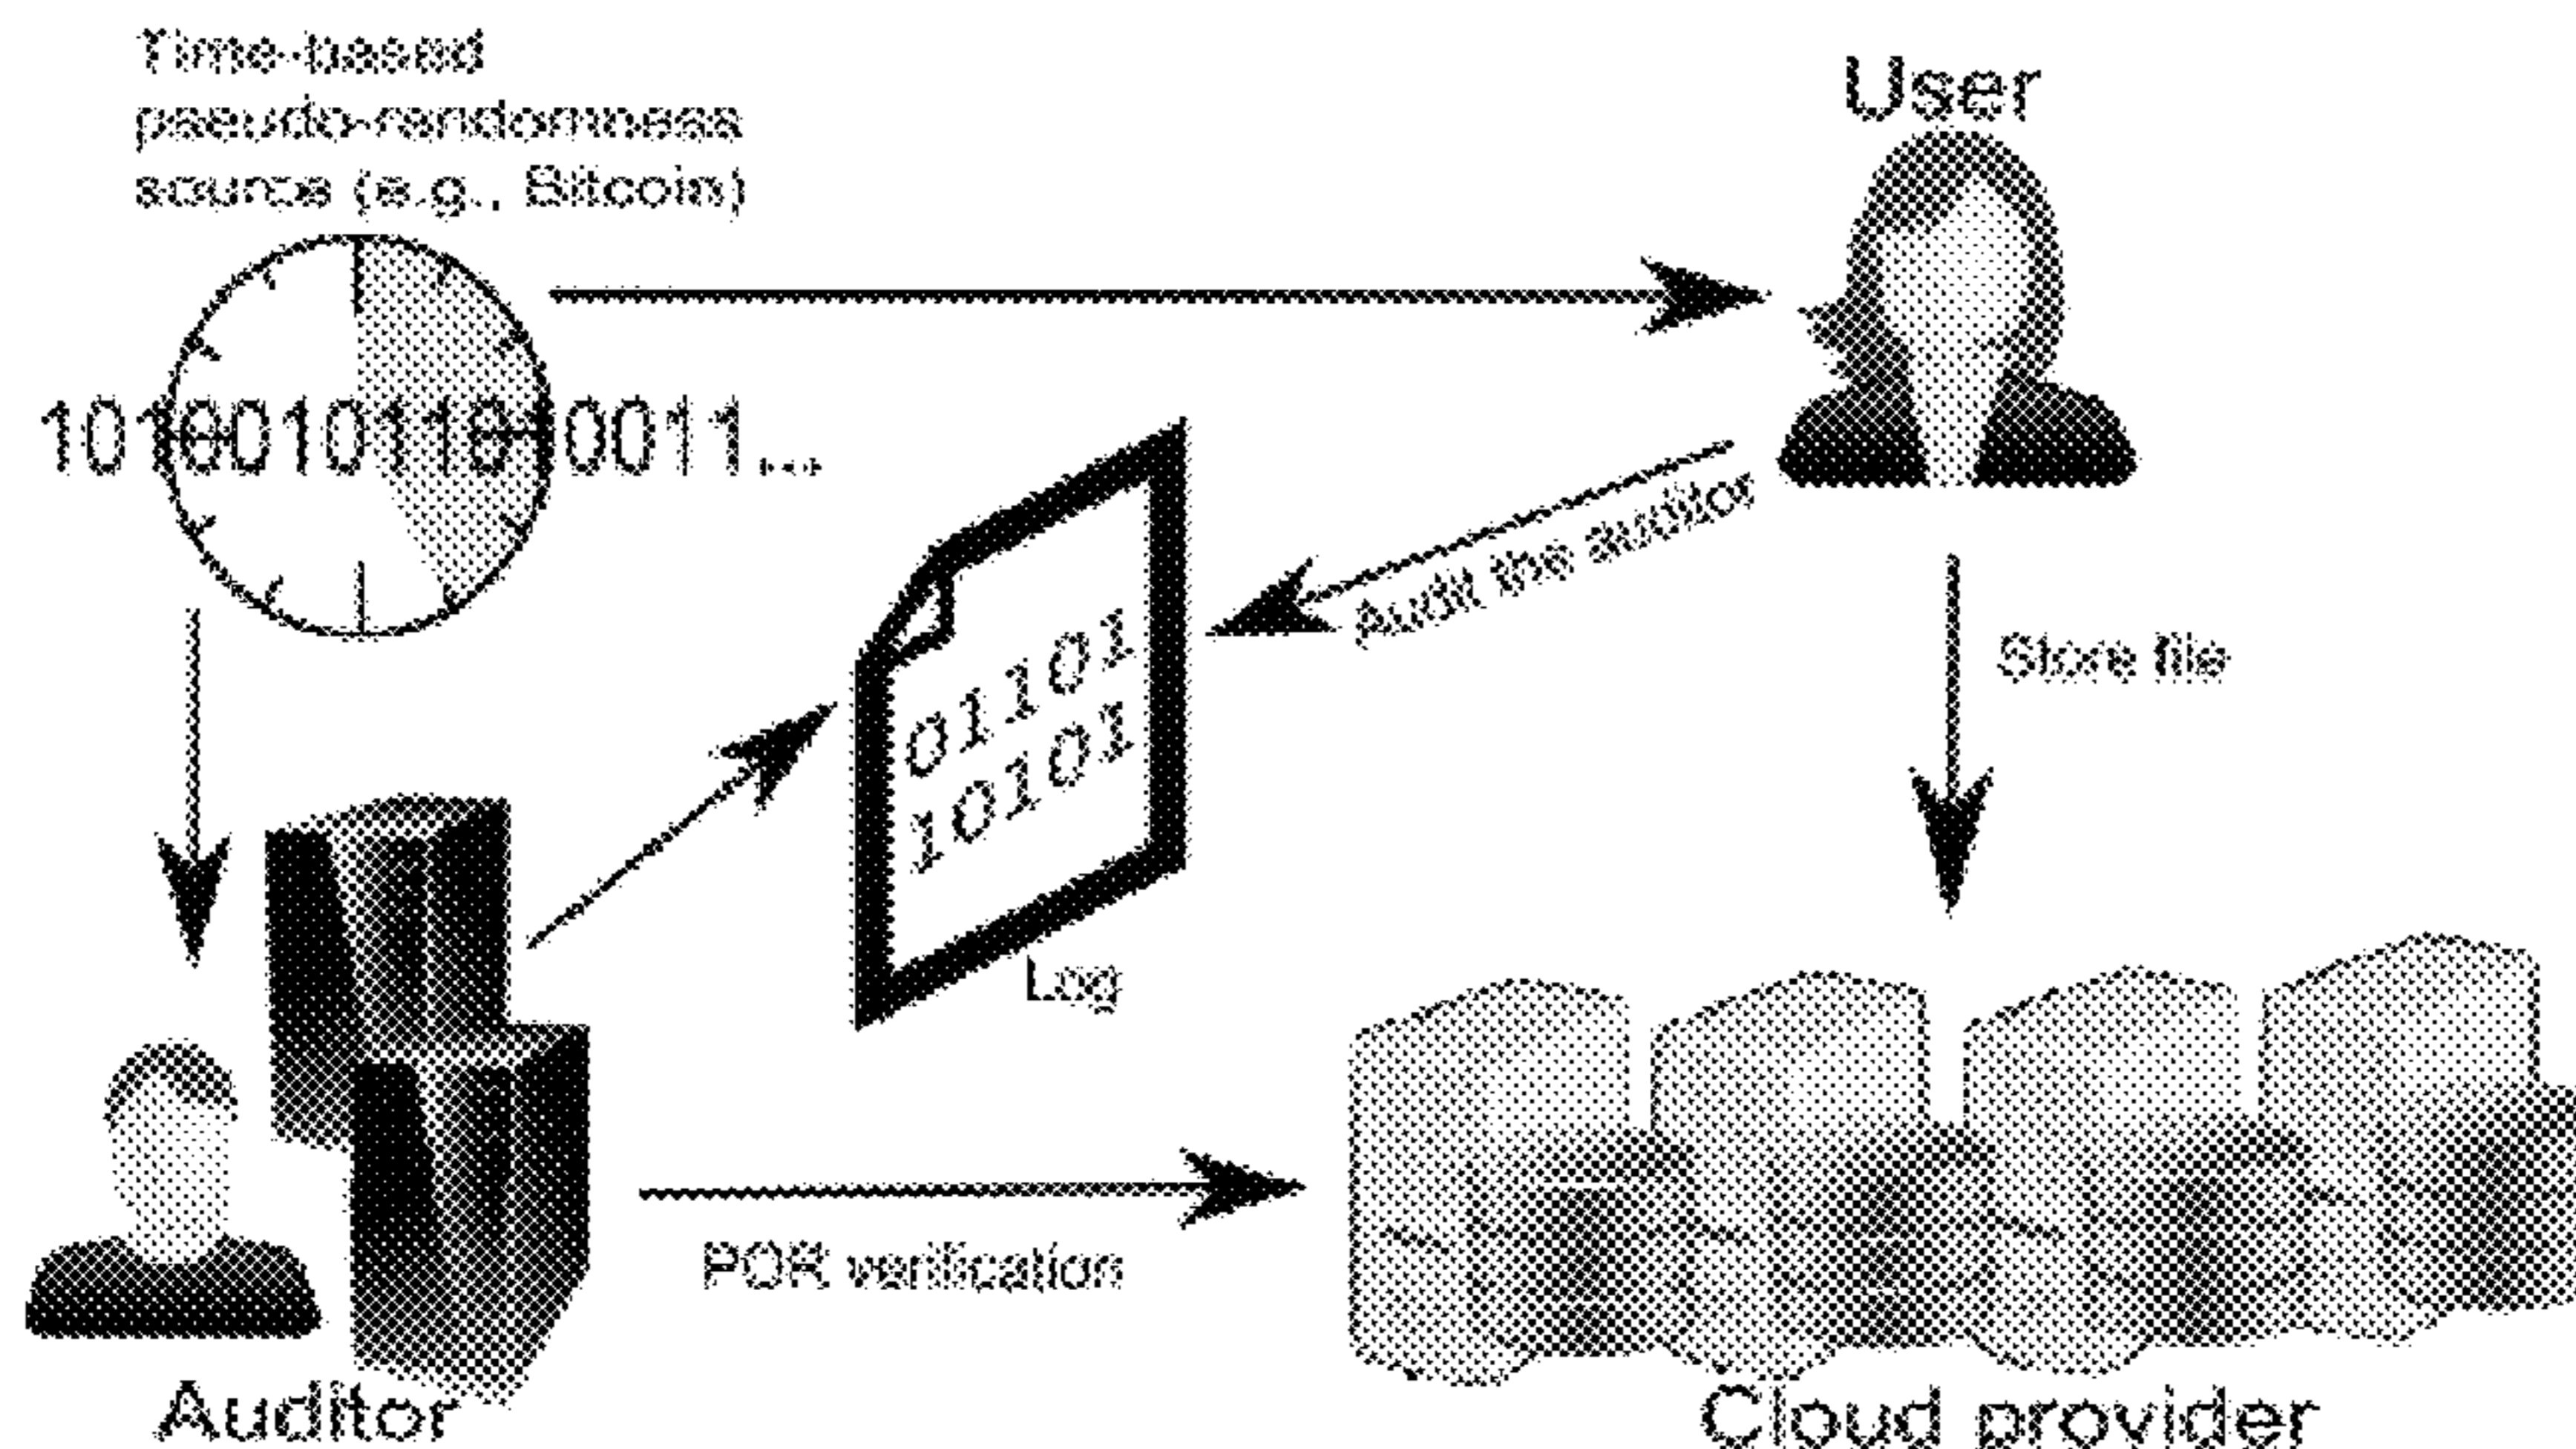 Time-based
pseudo-randomness
source (e.g., Bitcoin)
User
1010010110100011...
Audit the auditor
Store file
01101
10101
Log
POR verification
Auditor
Cloud provider